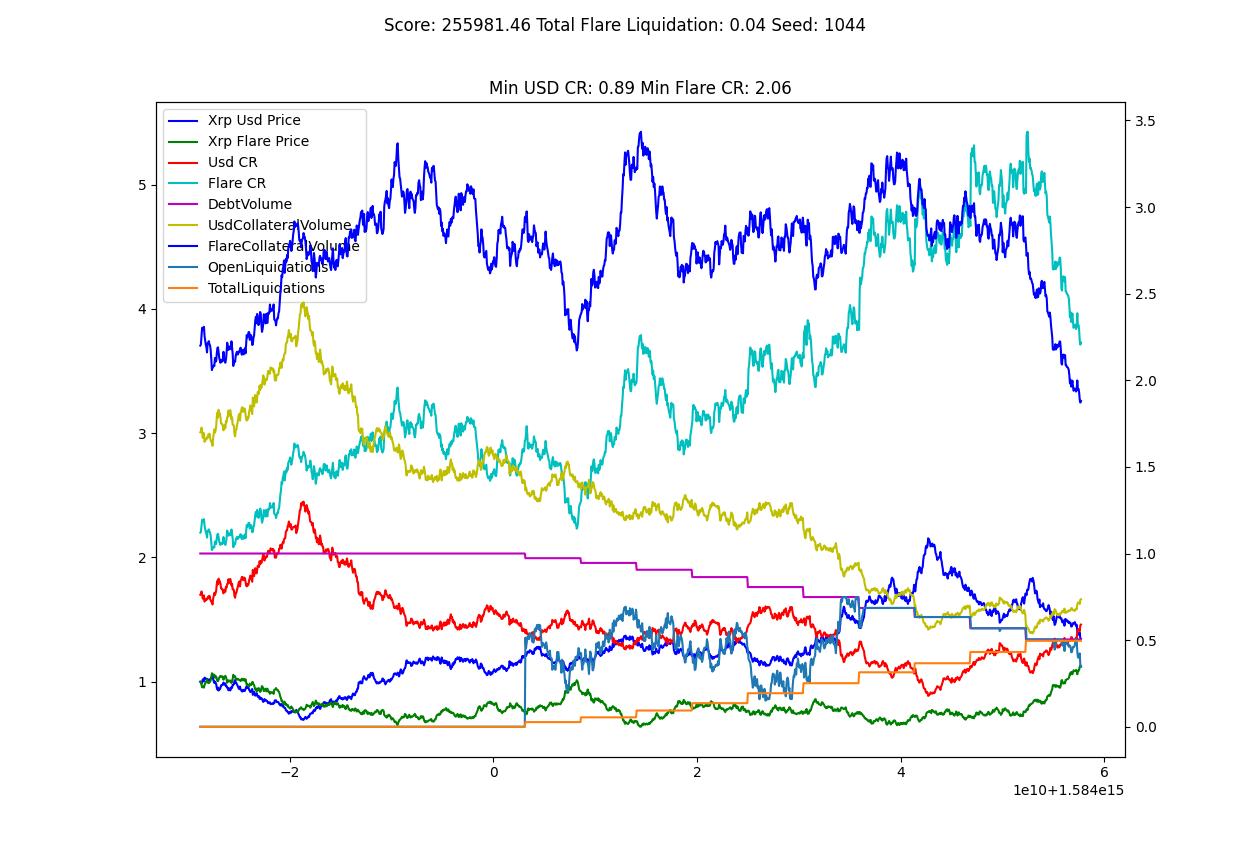 Score: 255981.46 Total Flare Liquidation: 0.04 Seed: 1044
Min USD CR: 0.89 Min Flare CR: 2.06
Xrp Usd Price
Xrp Flare Price
Usd CR
Flare CR
DebtVolume
UsdCollateralVolume
FlareCollateralVolume
OpenLiquidations
TotalLiquidations
5
4
3
2
1
3.5
3.0
2.5
2.0
1.5
1.0
0.5
0.0
−2 0 2 4 6
1e10+1.584e15